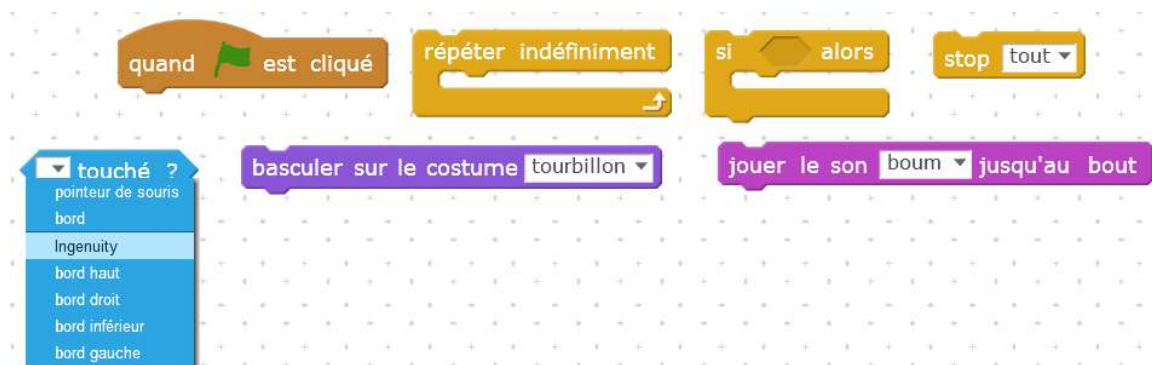 quand est cliqué
répéter indéfiniment
si alors
stop tout
touché ?
pointeur de souris
bord
Ingenuity
bord haut
bord droit
bord inférieur
bord gauche
basculer sur le costume tourbillon
jouer le son boum jusqu'au bout